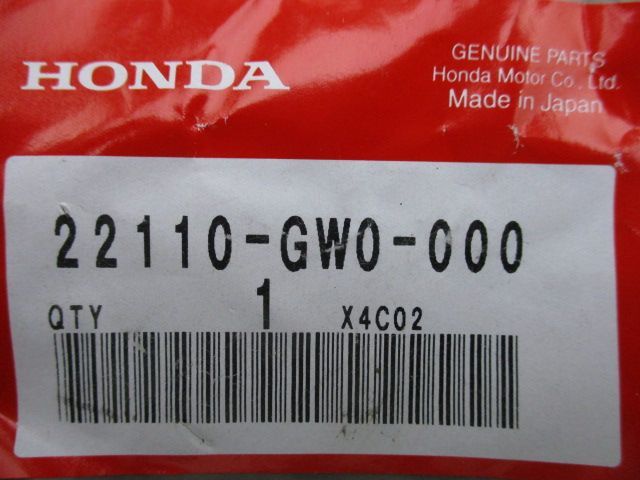 HONDA
GENUINE PARTS
Honda Motor Co., Ltd.
Made in Japan
22110-GW0-000
QTY 1 X4C02